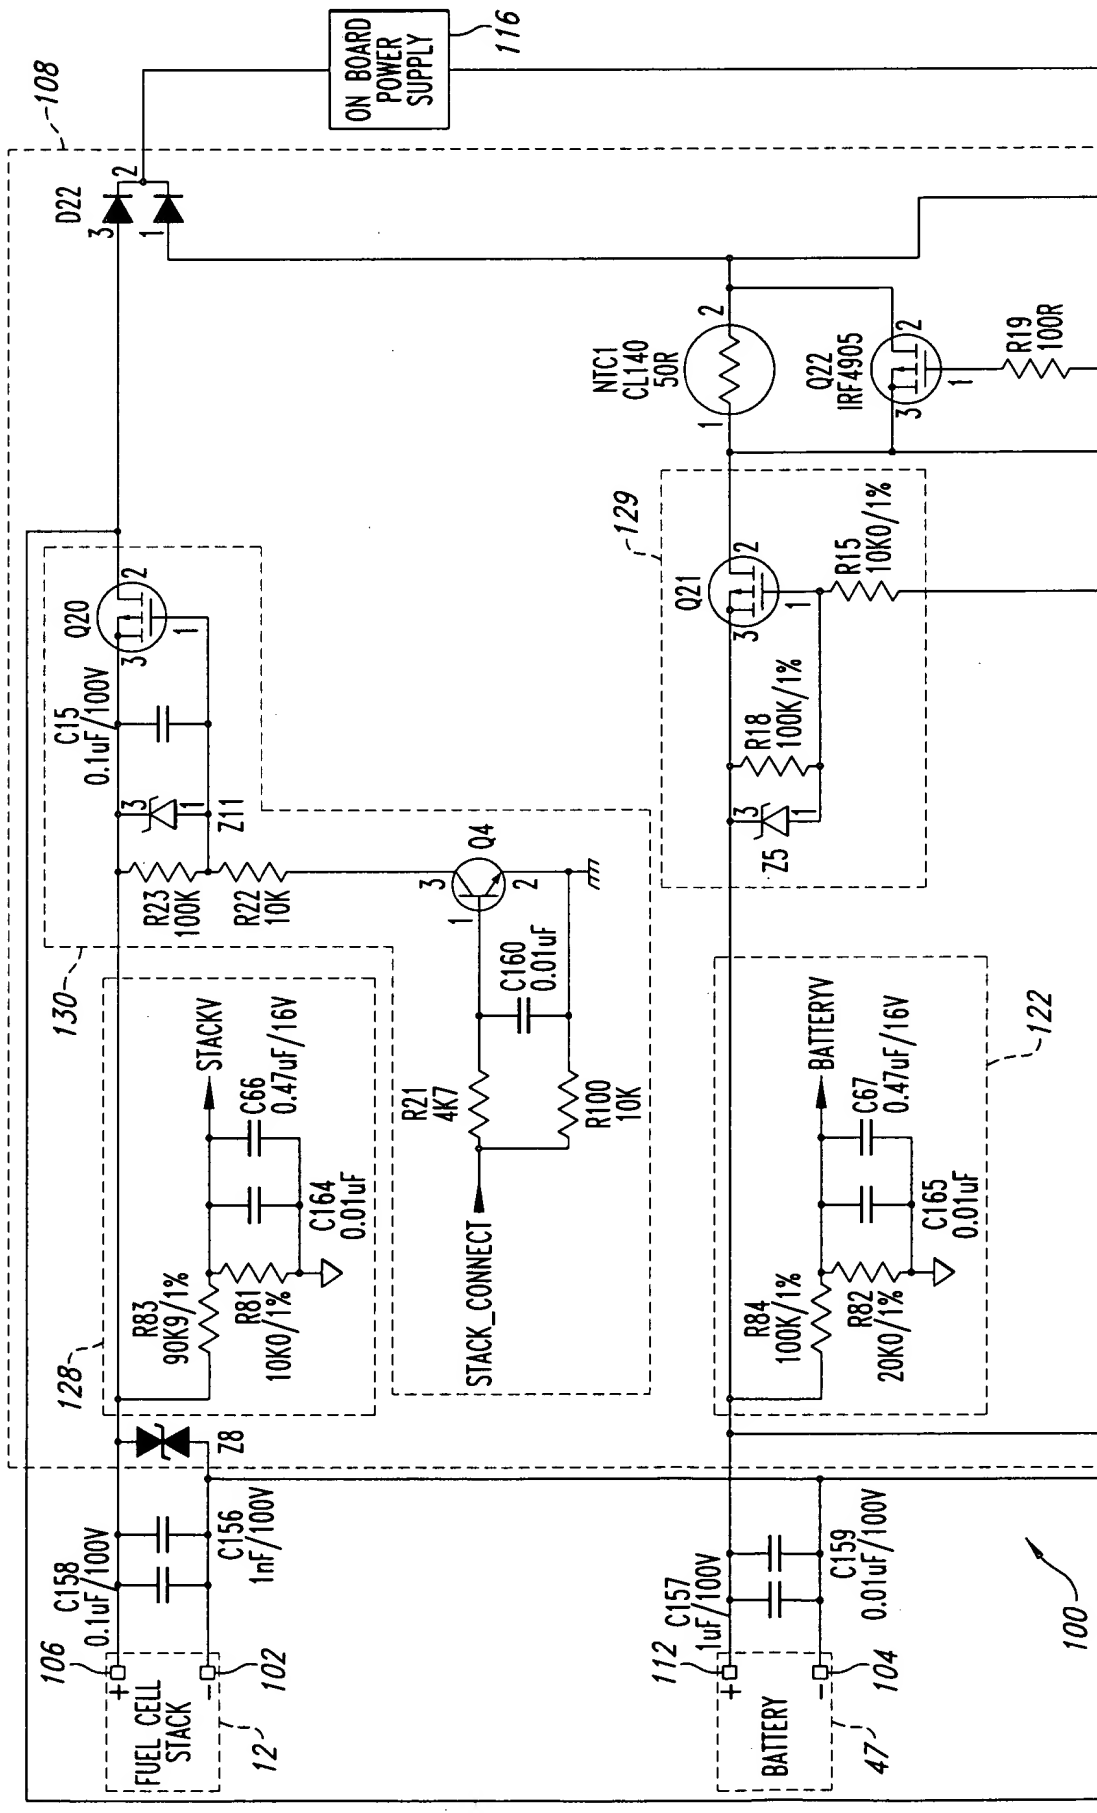 108
D22
3
2
1
ON BOARD
POWER
SUPPLY
116
130
C15
0.1uF/100V
Q20
3
2
1
R23
100K
3
1
Z11
R22
10K
Q4
3
1
2
C160
0.01uF
R21
4K7
R100
10K
STACK_CONNECT
128
R83
90K9/1%
R81
10K0/1%
C164
0.01uF
STACKV
C66
0.47uF/16V
Z8
C158
0.1uF/100V
C156
1nF/100V
106
+
-
102
FUEL CELL
STACK
12
NTC1
CL140
50R
1
2
Q22
IRF4905
3
2
1
R19
100R
129
Q21
3
2
1
R15
10K0/1%
R18
100K/1%
Z5
3
1
122
BATTERYV
C67
0.47uF/16V
R84
100K/1%
R82
20K0/1%
C165
0.01uF
C157
1uF/100V
C159
0.01uF/100V
112
+
-
104
BATTERY
47
100